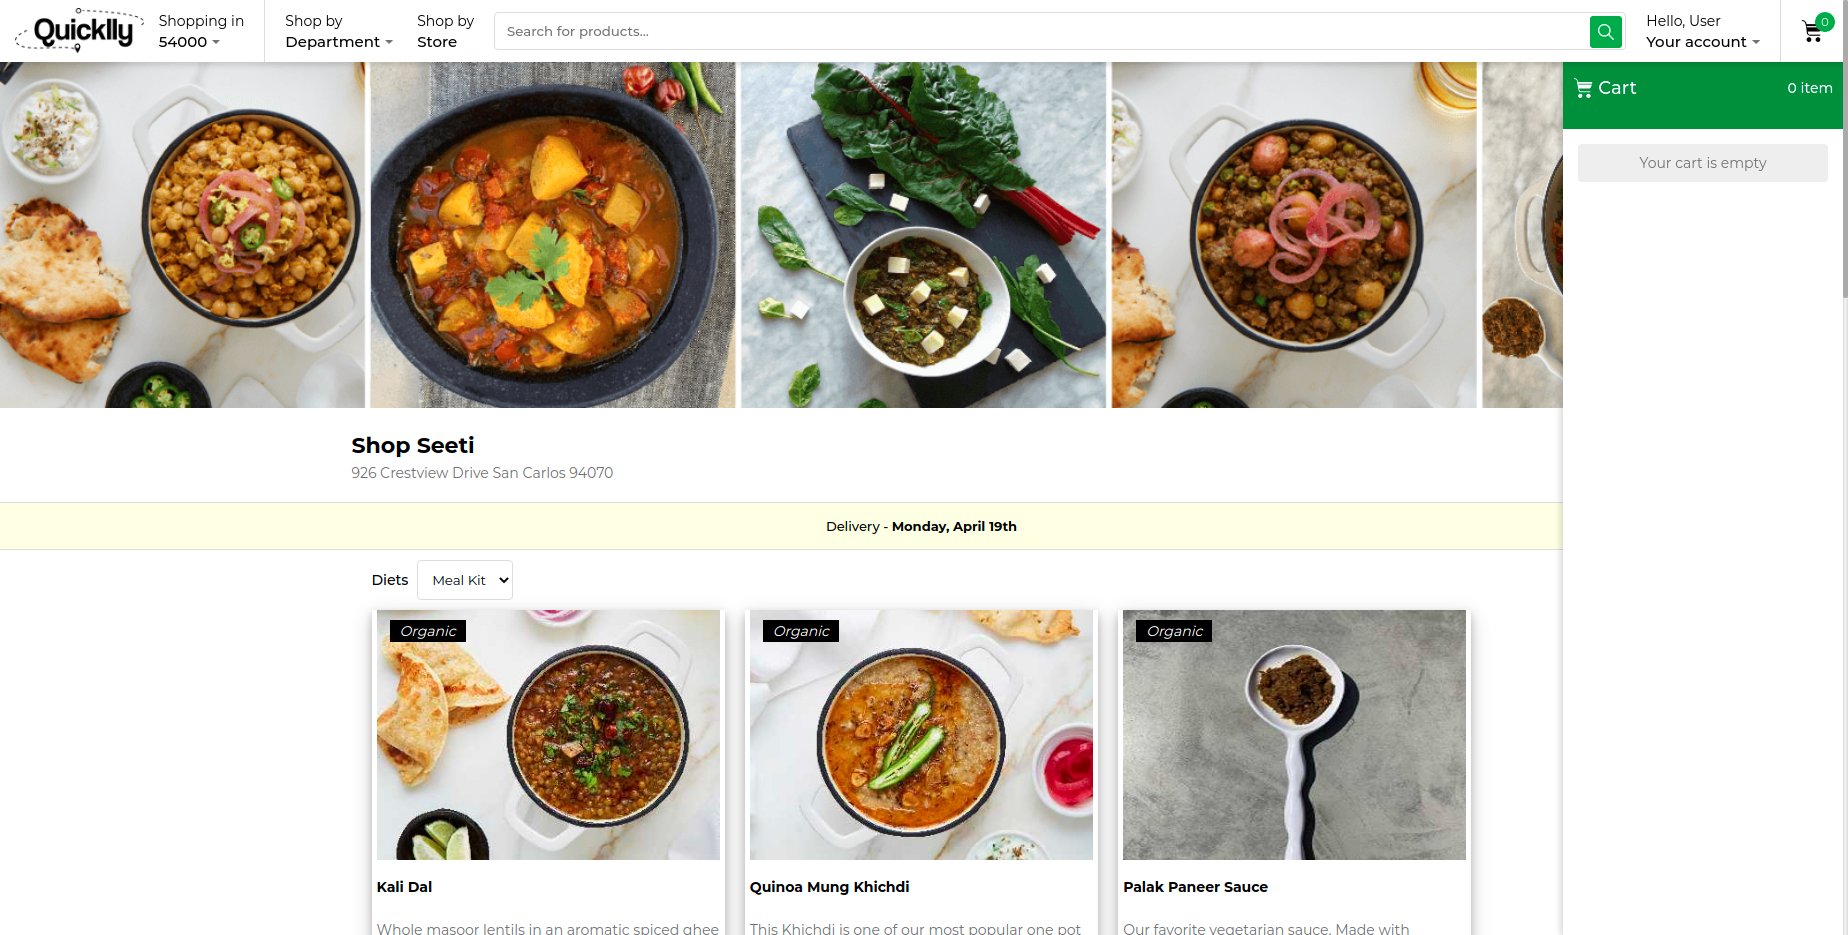 Quicklly
Shopping in
54000
Shop by
Department
Shop by
Store
Search for products...
Hello, User
Your account
0
Cart
0 item
Your cart is empty
Shop Seeti
926 Crestview Drive San Carlos 94070
Delivery - Monday, April 19th
Diets
Meal Kit
Organic
Organic
Organic
Kali Dal
Quinoa Mung Khichdi
Palak Paneer Sauce
Whole masoor lentils in an aromatic spiced ghee
This Khichdi is one of our most popular one pot
Our favorite vegetarian sauce. Made with